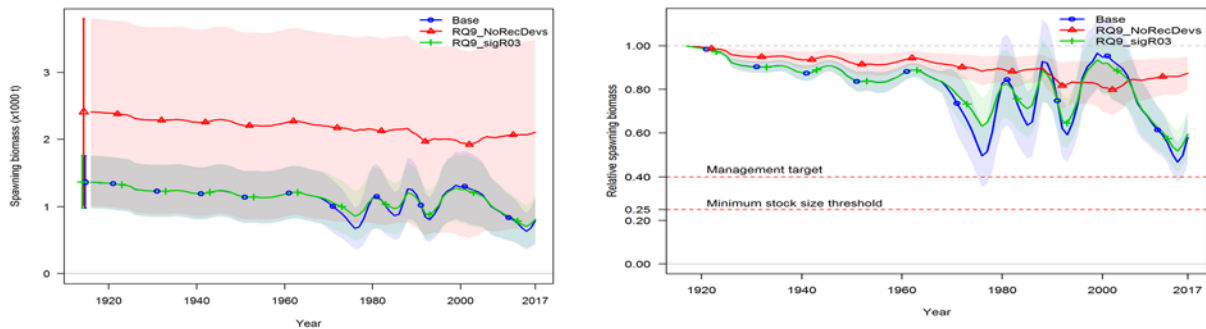 Base
RQ9_NoRecDevs
RQ9_sigR03
Spawning biomass (x1000 t)
3
2
1
0
1920
1940
1960
1980
2000
2017
Year
Base
RQ9_NoRecDevs
RQ9_sigR03
Relative spawning biomass
1.00
0.80
0.60
0.40
0.25
0.20
0.00
Management target
Minimum stock size threshold
1920
1940
1960
1980
2000
2017
Year